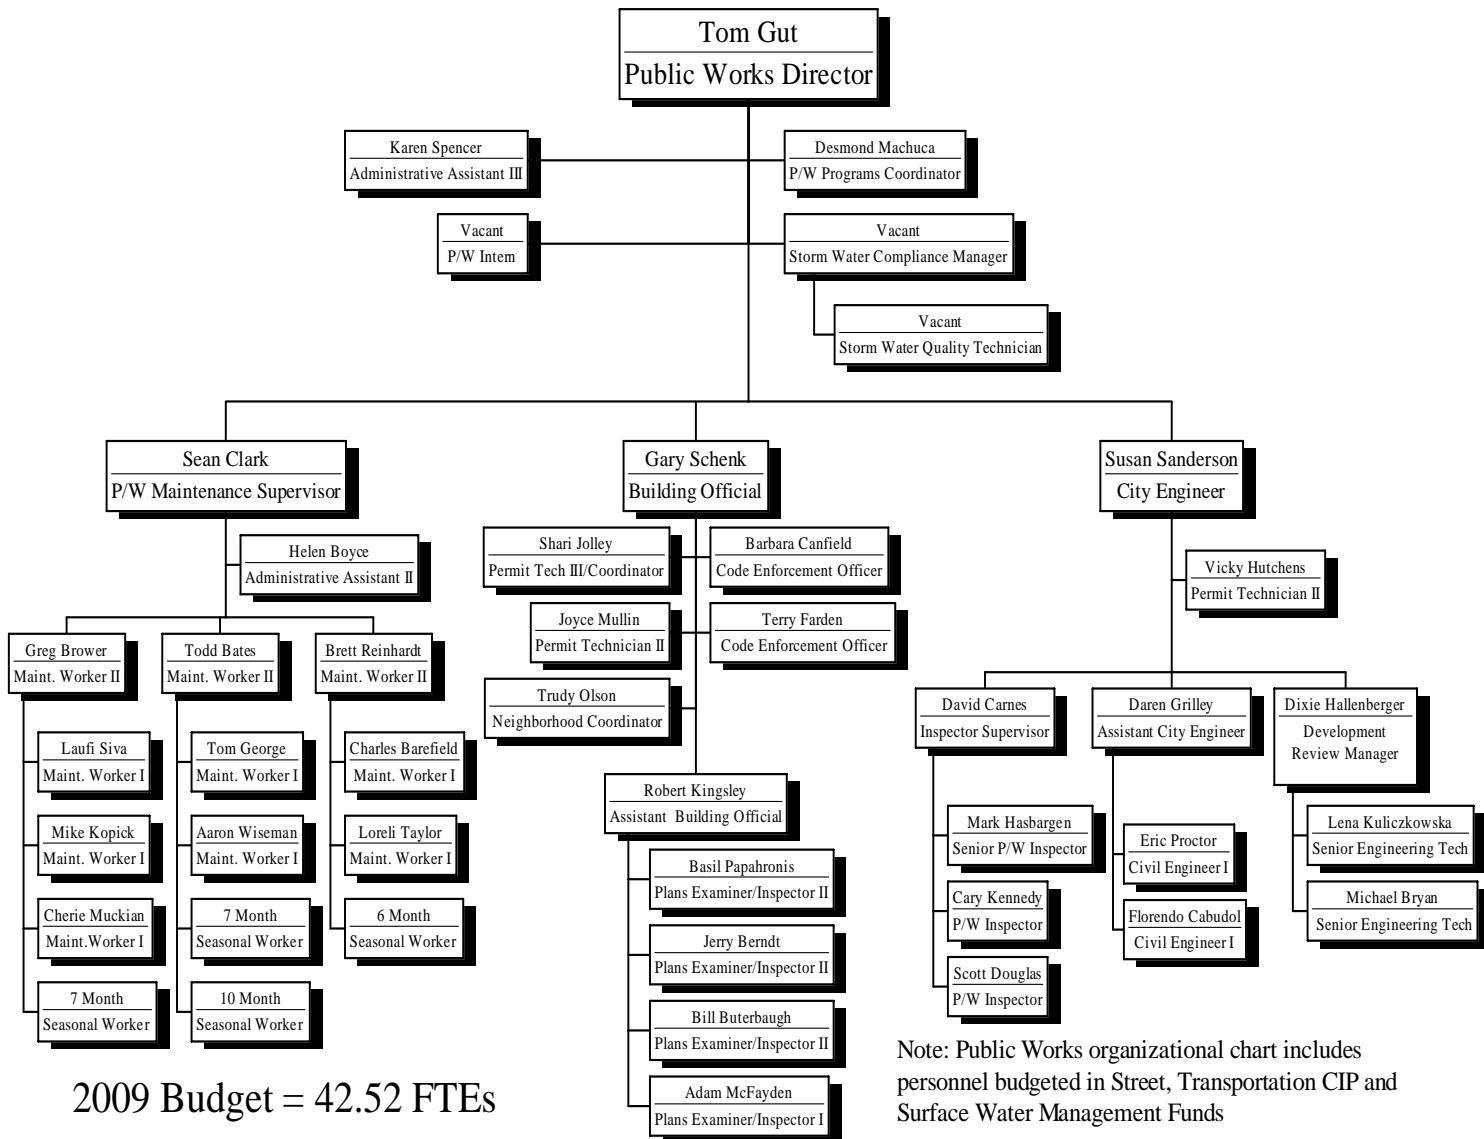 Tom Gut
Public Works Director
Karen Spencer
Administrative Assistant III
Desmond Machuca
P/W Programs Coordinator
Vacant
P/W Intern
Vacant
Storm Water Compliance Manager
Vacant
Storm Water Quality Technician
Sean Clark
P/W Maintenance Supervisor
Helen Boyce
Administrative Assistant II
Greg Brower
Maint. Worker II
Laufi Siva
Maint. Worker I
Mike Kopick
Maint. Worker I
Cherie Muckian
Maint.Worker I
7 Month
Seasonal Worker
Todd Bates
Maint. Worker II
Tom George
Maint. Worker I
Aaron Wiseman
Maint. Worker I
7 Month
Seasonal Worker
10 Month
Seasonal Worker
Brett Reinhardt
Maint. Worker II
Charles Barefield
Maint. Worker I
Loreli Taylor
Maint. Worker I
6 Month
Seasonal Worker
Gary Schenk
Building Official
Shari Jolley
Permit Tech III/Coordinator
Barbara Canfield
Code Enforcement Officer
Joyce Mullin
Permit Technician II
Terry Farden
Code Enforcement Officer
Trudy Olson
Neighborhood Coordinator
Robert Kingsley
Assistant Building Official
Basil Papahronis
Plans Examiner/Inspector II
Jerry Berndt
Plans Examiner/Inspector II
Bill Buterbaugh
Plans Examiner/Inspector II
Adam McFayden
Plans Examiner/Inspector I
Susan Sanderson
City Engineer
Vicky Hutchens
Permit Technician II
David Carnes
Inspector Supervisor
Mark Hasbargen
Senior P/W Inspector
Cary Kennedy
P/W Inspector
Scott Douglas
P/W Inspector
Daren Grilley
Assistant City Engineer
Eric Proctor
Civil Engineer I
Florendo Cabudol
Civil Engineer I
Dixie Hallenberger
Development
Review Manager
Lena Kuliczkowska
Senior Engineering Tech
Michael Bryan
Senior Engineering Tech
2009 Budget = 42.52 FTEs
Note: Public Works organizational chart includes
personnel budgeted in Street, Transportation CIP and
Surface Water Management Funds